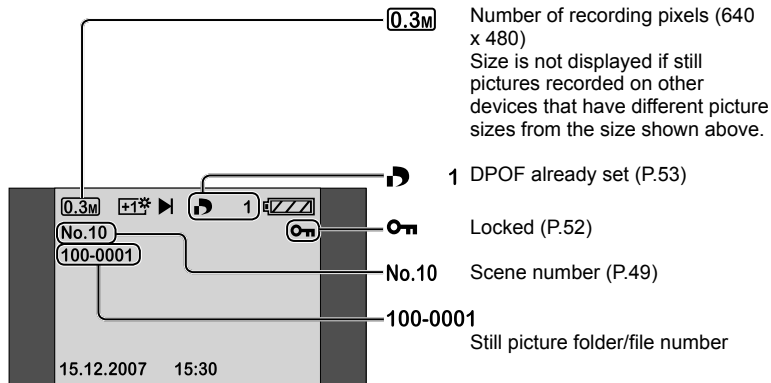 0.3M
Number of recording pixels (640
x 480)
Size is not displayed if still
pictures recorded on other
devices that have different picture
sizes from the size shown above.
1 DPOF already set (P.53)
Locked (P.52)
No.10 Scene number (P.49)
100-0001
Still picture folder/file number
0.3M +1 1
No.10
100-0001
15.12.2007 15:30